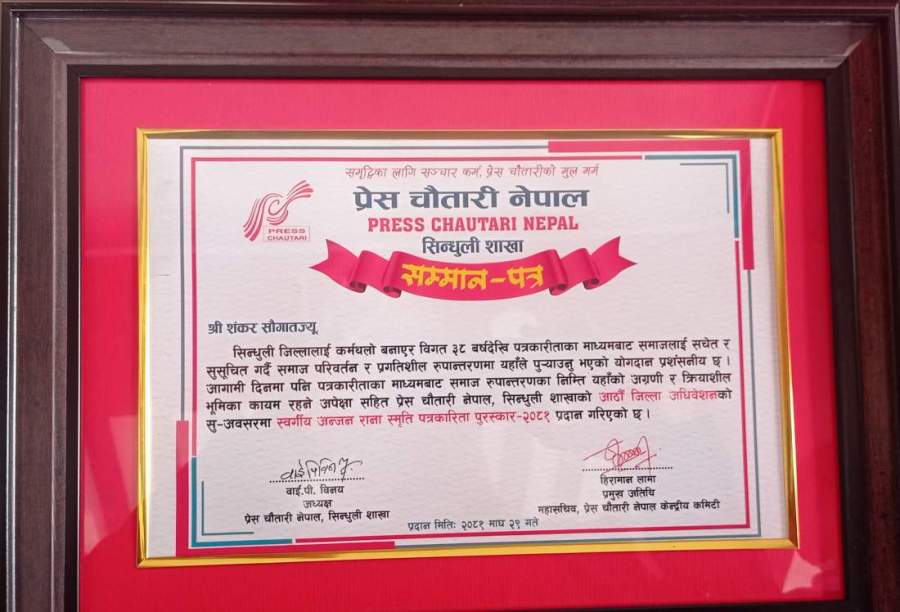 समृद्धिका लागि सञ्चार कर्म, प्रेस चौतारीको मुल मर्म
प्रेस चौतारी नेपाल
PRESS CHAUTARI NEPAL
सिन्धुली शाखा
PRESS
CHAUTARI
सम्मान-पत्र
श्री शंकर सौगातज्यू
सिन्धुली जिल्लालाई कर्मथलो बनाएर विगत ३८ बर्षदेखि पत्रकारीताका माध्यमबाट समाजलाई सचेत र
सुसूचित गर्दै समाज परिवर्तन र प्रगतिशील रुपान्तरणमा यहाँले पुऱ्याउनु भएको योगदान प्रशंसनीय छ ।
आगामी दिनमा पनि पत्रकारीताका माध्यमबाट समाज रुपान्तरणका निम्ति यहाँको अग्रणी र क्रियाशील
भूमिका कायम रहने अपेक्षा सहित प्रेस चौतारी नेपाल, सिन्धुली शाखाको आठौं जिल्ला अधिवेशनको
सु-अवसरमा स्वर्गीय अन्जन राना स्मृति पत्रकारिता पुरस्कार-२०८१ प्रदान गरिएको छ ।
वाई.पी. विनय
अध्यक्ष
प्रेस चौतारी नेपाल, सिन्धुली शाखा
हिरामान लामा
प्रमुख अतिथि
महासचिव, प्रेस चौतारी नेपाल केन्द्रीय कमिटी
प्रदान मितिः २०८१ माघ २९ गते